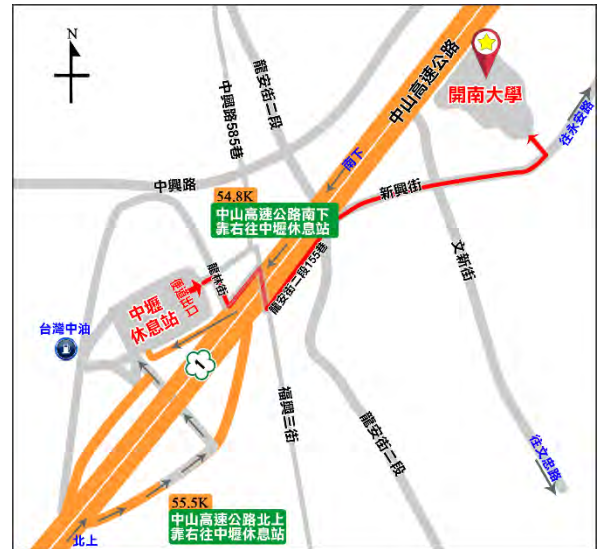 N
中山高速公路
開南大學
往永安路
龍安街二段
中興路585巷
南下
中興路
新興街
54.8K
中山高速公路南下
靠右往中壢休息站
文新街
龍安街二段155巷
龍林街
便道出口
中壢
休息站
台灣中油
1
福興三街
龍安街二段
往文忠路
55.5K
中山高速公路北上
靠右往中壢休息站
北上